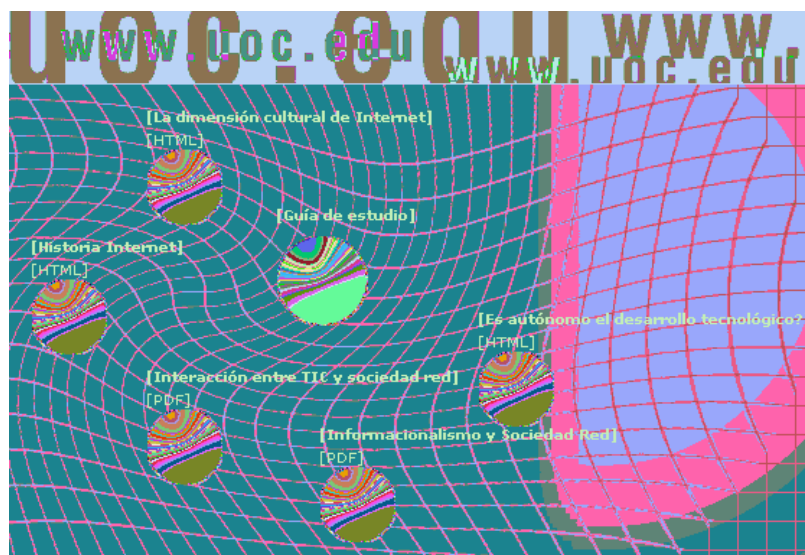 uoc.edu
www.uoc.edu
www.
www.uoc.edu
[La dimensión cultural de Internet]
[HTML]
[Guía de estudio]
[Historia Internet]
[HTML]
[Es autónomo el desarrollo tecnológico?
[HTML]
[Interacción entre TIC y sociedad red]
[PDF]
[Informacionalismo y Sociedad Red]
[PDF]